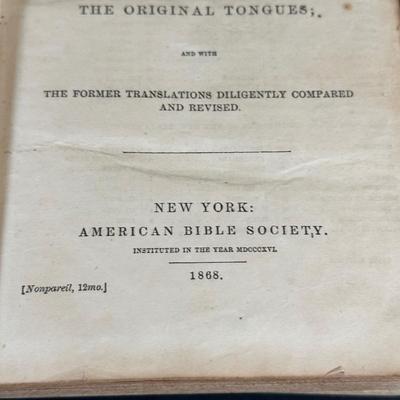 THE ORIGINAL TONGUES;
AND WITH
THE FORMER TRANSLATIONS DILIGENTLY COMPARED
AND REVISED.
NEW YORK:
AMERICAN BIBLE SOCIETY.
INSTITUTED IN THE YEAR MDCCCXVI.
1868.
[Nonpareil, 12mo.]